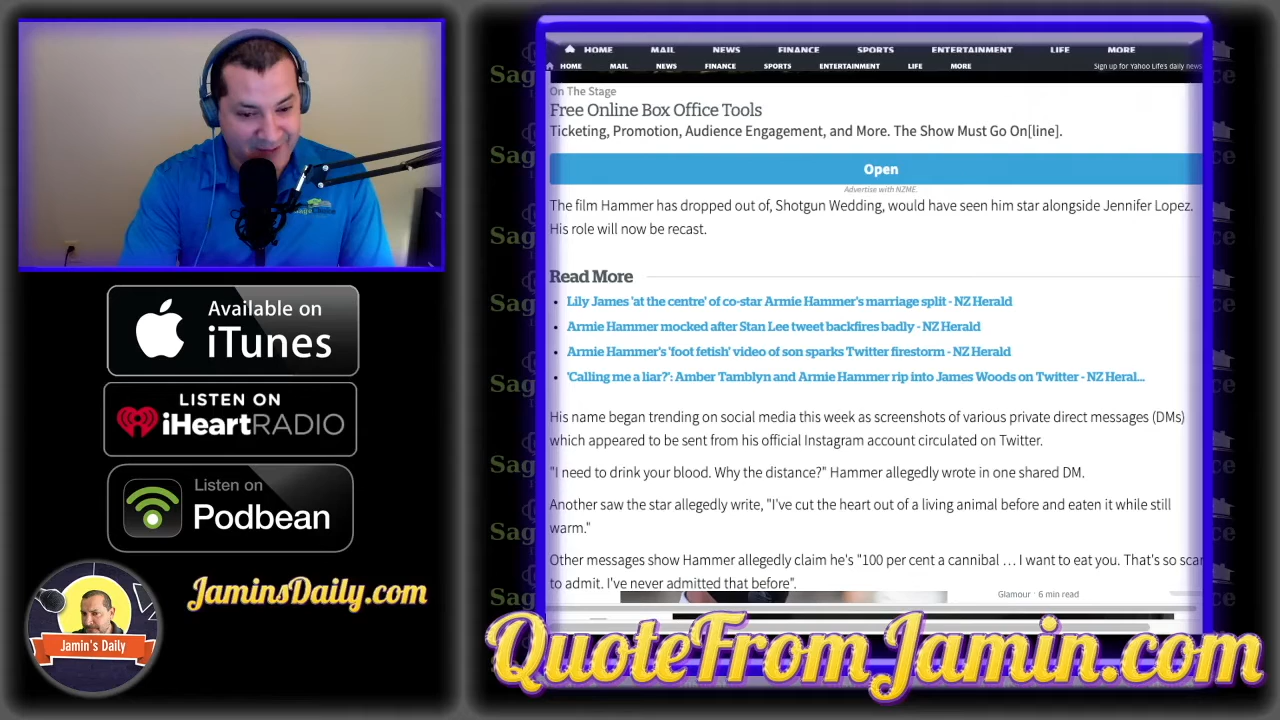 Available on
iTunes
LISTEN ON
iHeartRADIO
Listen on
Podbean
Jamin's Daily
JaminsDaily.com
HOME MAIL NEWS FINANCE SPORTS ENTERTAINMENT LIFE MORE
HOME MAIL NEWS FINANCE SPORTS ENTERTAINMENT LIFE MORE Sign up for Yahoo Life's daily news
On The Stage
Free Online Box Office Tools
Ticketing, Promotion, Audience Engagement, and More. The Show Must Go On[line].
Open
Advertise with NZME.
The film Hammer has dropped out of, Shotgun Wedding, would have seen him star alongside Jennifer Lopez.
His role will now be recast.
Read More
• Lily James 'at the centre' of co-star Armie Hammer's marriage split - NZ Herald
• Armie Hammer mocked after Stan Lee tweet backfires badly - NZ Herald
• Armie Hammer's 'foot fetish' video of son sparks Twitter firestorm - NZ Herald
• 'Calling me a liar?': Amber Tamblyn and Armie Hammer rip into James Woods on Twitter - NZ Heral...
His name began trending on social media this week as screenshots of various private direct messages (DMs)
which appeared to be sent from his official Instagram account circulated on Twitter.
"I need to drink your blood. Why the distance?" Hammer allegedly wrote in one shared DM.
Another saw the star allegedly write, "I've cut the heart out of a living animal before and eaten it while still
warm."
Other messages show Hammer allegedly claim he's "100 per cent a cannibal … I want to eat you. That's so scar
to admit. I've never admitted that before".
Glamour · 6 min read
QuoteFromJamin.com